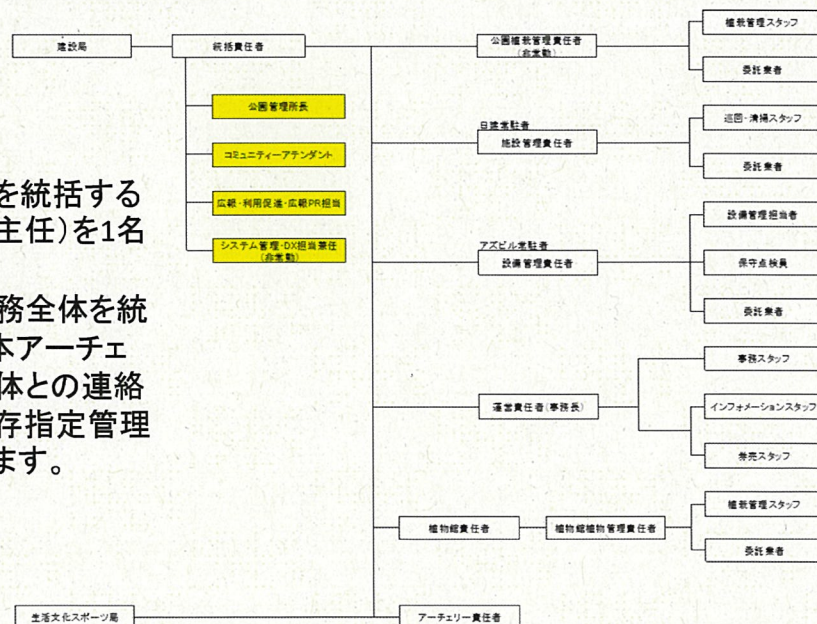 建設局
統括責任者
公園管理所長
コミュニティーアテンダント
広報・利用促進・広報PR担当
システム管理・DX担当兼任
(非常勤)
を統括する
主任)を1名
務全体を統
本アーチェ
体との連絡
存指定管理
ます。
公園植栽管理責任者
(非常勤)
植栽管理スタッフ
委託業者
日建常駐者
施設管理責任者
巡回・清掃スタッフ
委託業者
アズビル常駐者
設備管理責任者
設備管理担当者
保守点検員
委託業者
運営責任者(事務長)
事務スタッフ
インフォメーションスタッフ
券売スタッフ
植物館責任者
植物館植物管理責任者
植栽管理スタッフ
委託業者
生活文化スポーツ局
アーチェリー責任者